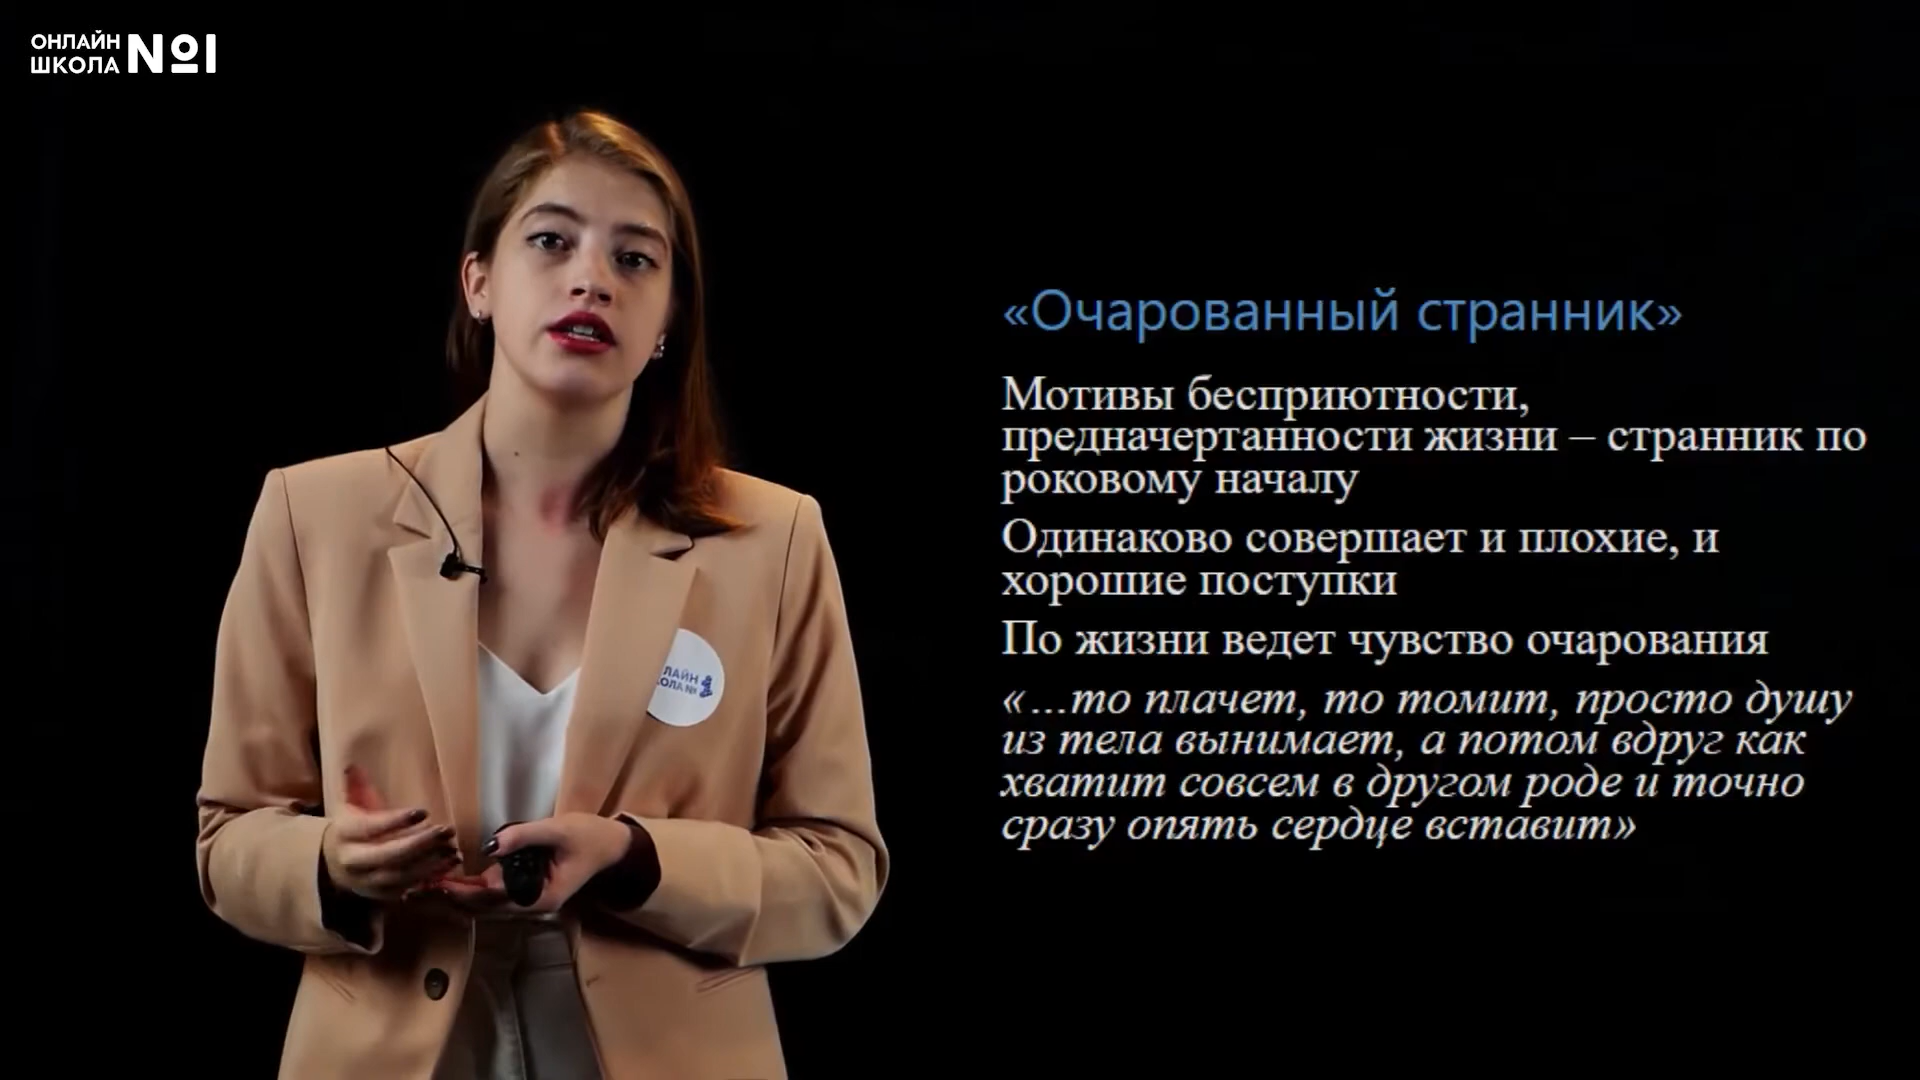 ОНЛАЙН
ШКОЛА №1
«Очарованный странник»
Мотивы бесприютности,
предначертанности жизни – странник по
роковому началу
Одинаково совершает и плохие, и
хорошие поступки
По жизни ведет чувство очарования
«…то плачет, то томит, просто душу
из тела вынимает, а потом вдруг как
хватит совсем в другом роде и точно
сразу опять сердце вставит»